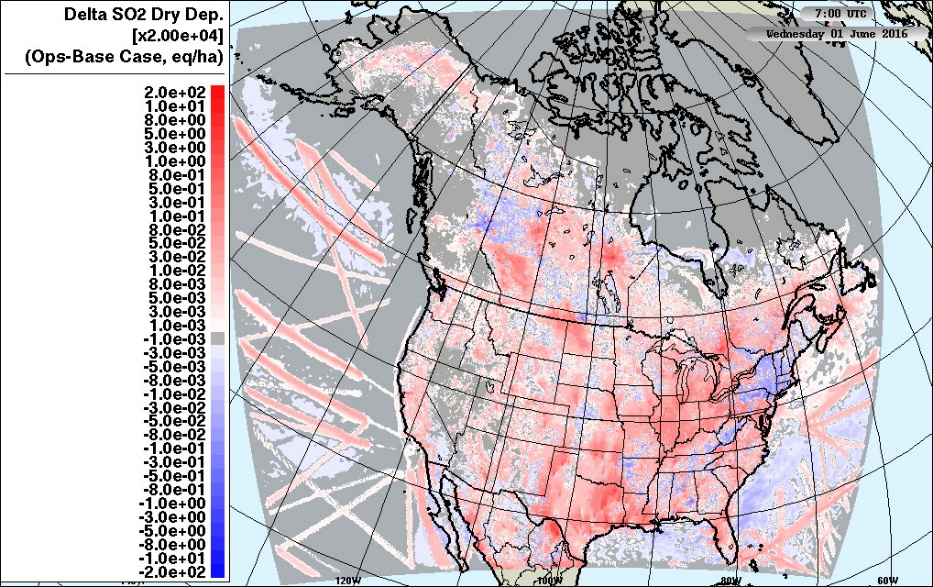 Delta SO2 Dry Dep.
[x2.00e+04]
(Ops-Base Case, eq/ha)
7:00 UTC
Wednesday 01 June 2016
2.0e+02
1.0e+01
8.0e+00
5.0e+00
3.0e+00
1.0e+00
8.0e-01
5.0e-01
3.0e-01
1.0e-01
8.0e-02
5.0e-02
3.0e-02
1.0e-02
8.0e-03
5.0e-03
3.0e-03
1.0e-03
-1.0e-03
-3.0e-03
-5.0e-03
-8.0e-03
-1.0e-02
-3.0e-02
-5.0e-02
-8.0e-02
-1.0e-01
-3.0e-01
-5.0e-01
-8.0e-01
-1.0e+00
-3.0e+00
-5.0e+00
-8.0e+00
-1.0e+01
-2.0e+02
120W
100W
80W
60W